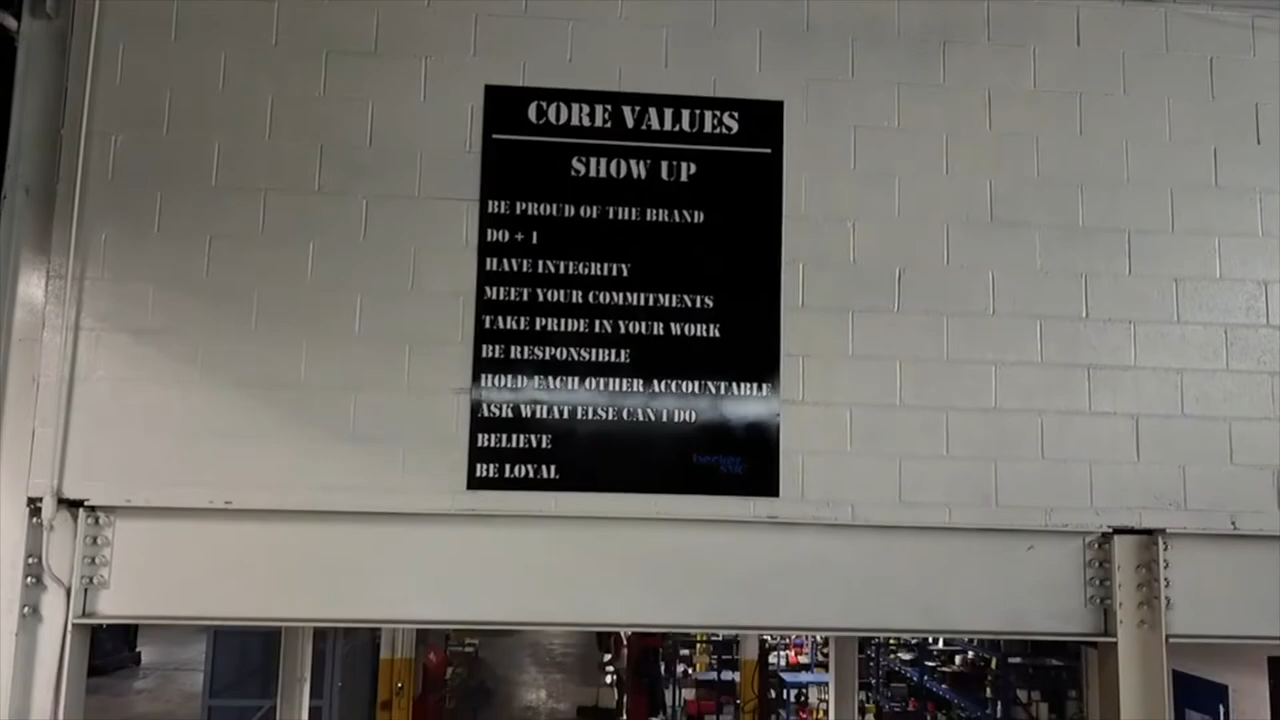 CORE VALUES
SHOW UP
BE PROUD OF THE BRAND
DO + 1
HAVE INTEGRITY
MEET YOUR COMMITMENTS
TAKE PRIDE IN YOUR WORK
BE RESPONSIBLE
HOLD EACH OTHER ACCOUNTABLE
ASK WHAT ELSE CAN I DO
BELIEVE
BE LOYAL